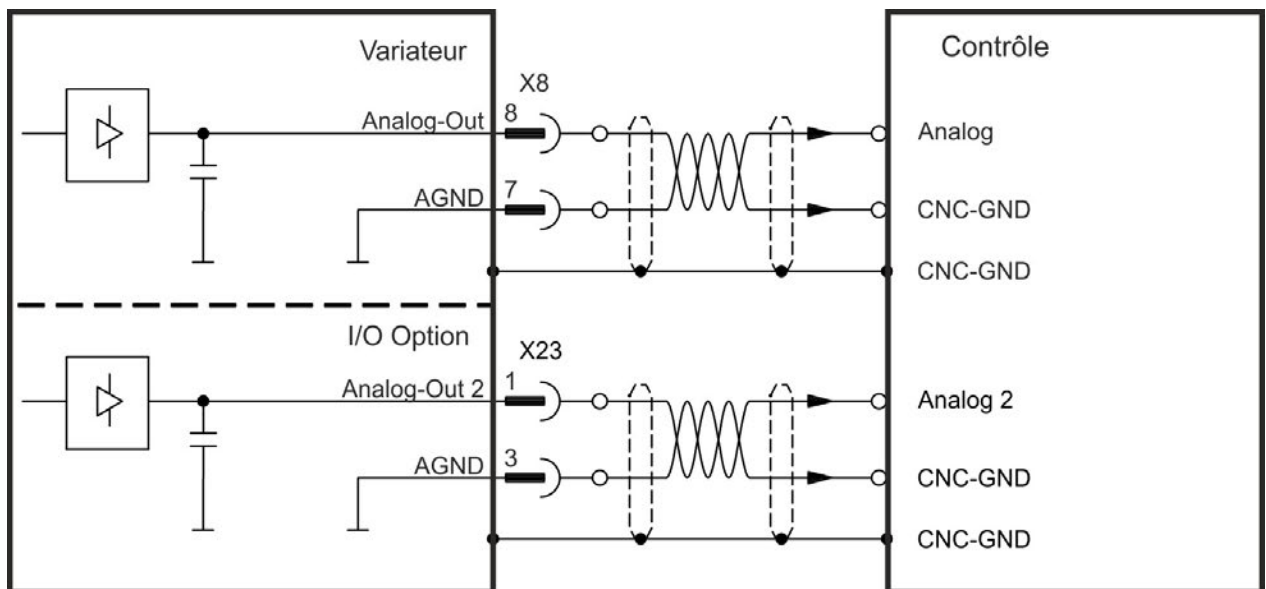 Variateur
Contrôle
X8
Analog-Out
8
Analog
AGND
7
CNC-GND
CNC-GND
I/O Option
X23
Analog-Out 2
1
Analog 2
AGND
3
CNC-GND
CNC-GND